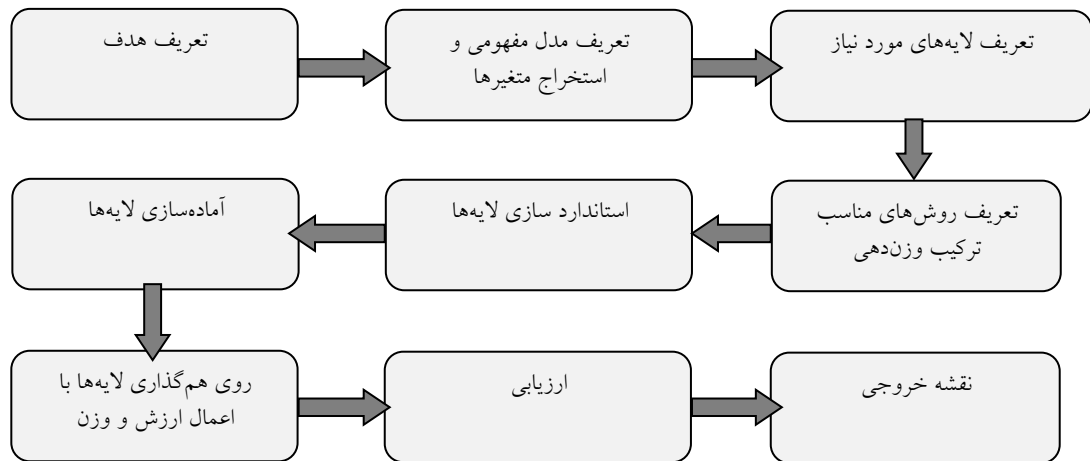 تعریف هدف
تعریف مدل مفهومی و
استخراج متغیرها
تعریف لایه‌های مورد نیاز
تعریف روش‌های مناسب
ترکیب وزن‌دهی
استاندارد سازی لایه‌ها
آماده‌سازی لایه‌ها
روی هم‌گذاری لایه‌ها با
اعمال ارزش و وزن
ارزیابی
نقشه خروجی